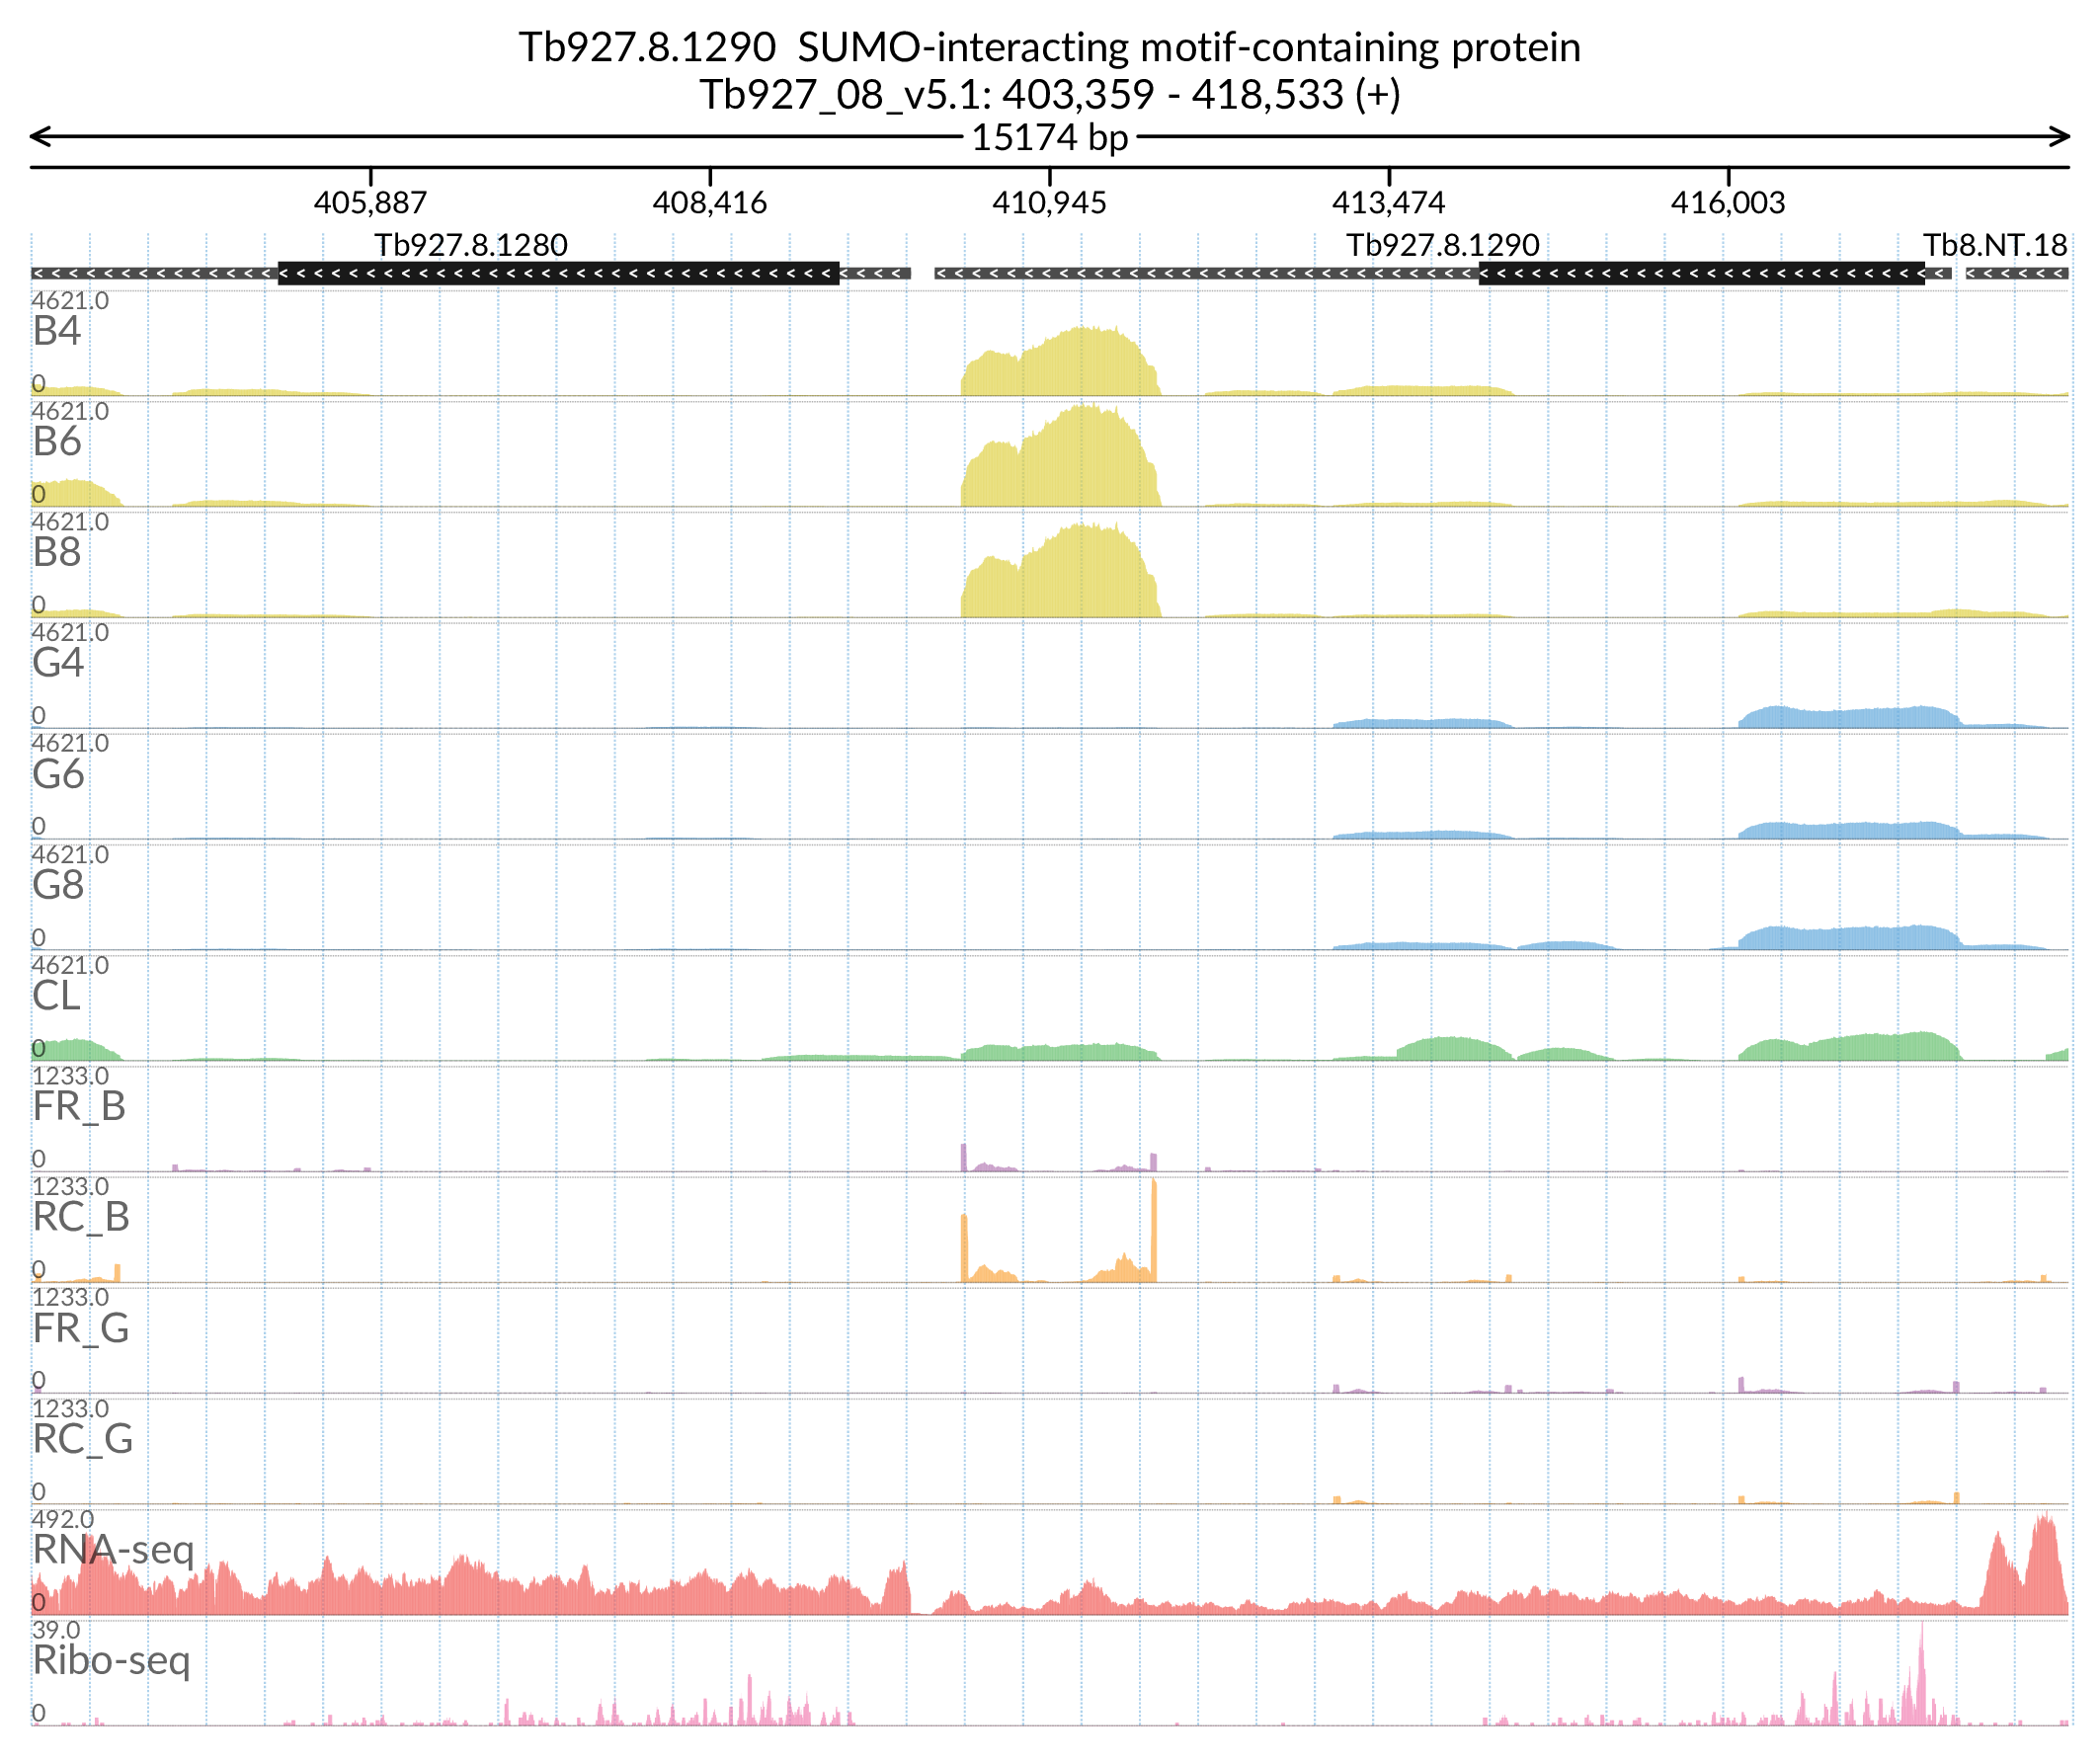 Tb927.8.1290  SUMO-interacting motif-containing protein
Tb927_08_v5.1: 403,359 - 418,533 (+)
15174 bp
405,887 408,416 410,945 413,474 416,003
Tb927.8.1280 Tb927.8.1290 Tb8.NT.18
4621.0
B4
0
4621.0
B6
0
4621.0
B8
0
4621.0
G4
0
4621.0
G6
0
4621.0
G8
0
4621.0
CL
0
1233.0
FR_B
0
1233.0
RC_B
0
1233.0
FR_G
0
1233.0
RC_G
0
492.0
RNA-seq
0
39.0
Ribo-seq
0